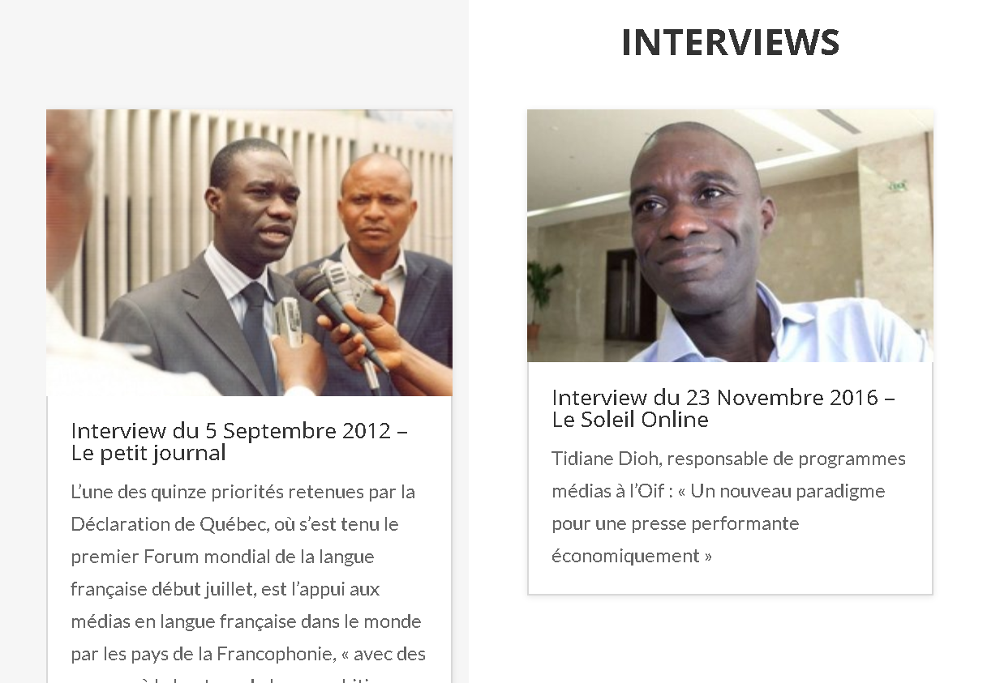 INTERVIEWS
Interview du 5 Septembre 2012 –
Le petit journal
L’une des quinze priorités retenues par la
Déclaration de Québec, où s’est tenu le
premier Forum mondial de la langue
française début juillet, est l’appui aux
médias en langue française dans le monde
par les pays de la Francophonie, « avec des
Interview du 23 Novembre 2016 –
Le Soleil Online
Tidiane Dioh, responsable de programmes
médias à l’Oif : « Un nouveau paradigme
pour une presse performante
économiquement »